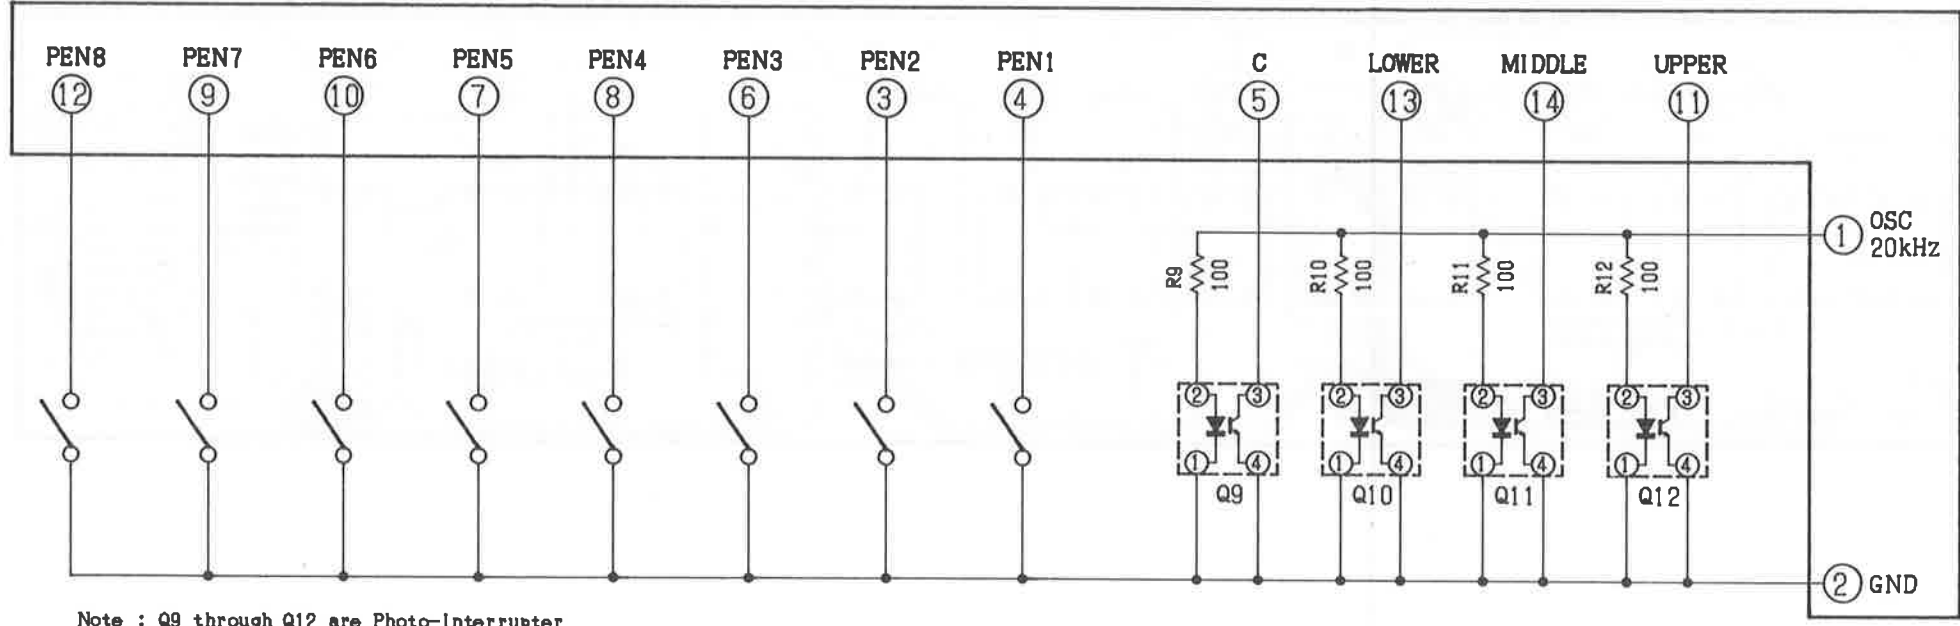 PEN8 PEN7 PEN6 PEN5 PEN4 PEN3 PEN2 PEN1 C LOWER MIDDLE UPPER
12 9 10 7 8 6 3 4 5 13 14 11
1 OSC
20kHz
R9 100 R10 100 R11 100 R12 100
2 3 2 3 2 3 2 3
1 4 1 4 1 4 1 4
Q9 Q10 Q11 Q12
2 GND
Note : Q9 through Q12 are Photo-Interrupter